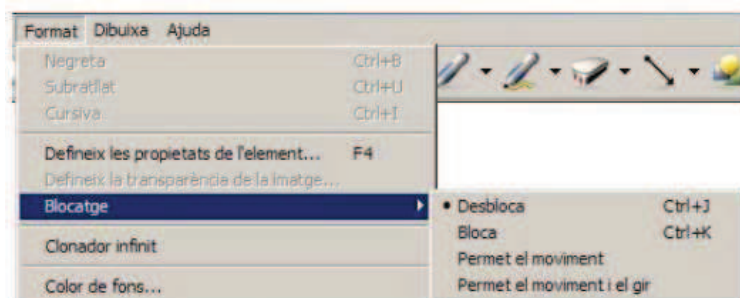 Format Dibuixa Ajuda
Negreta Ctrl+B
Subratllat Ctrl+U
Cursiva Ctrl+I
Defineix les propietats de l'element... F4
Defineix la transparència de la imatge...
Blocatge
Desbloca Ctrl+J
Bloca Ctrl+K
Permet el moviment
Permet el moviment i el gir
Clonador infinit
Color de fons...